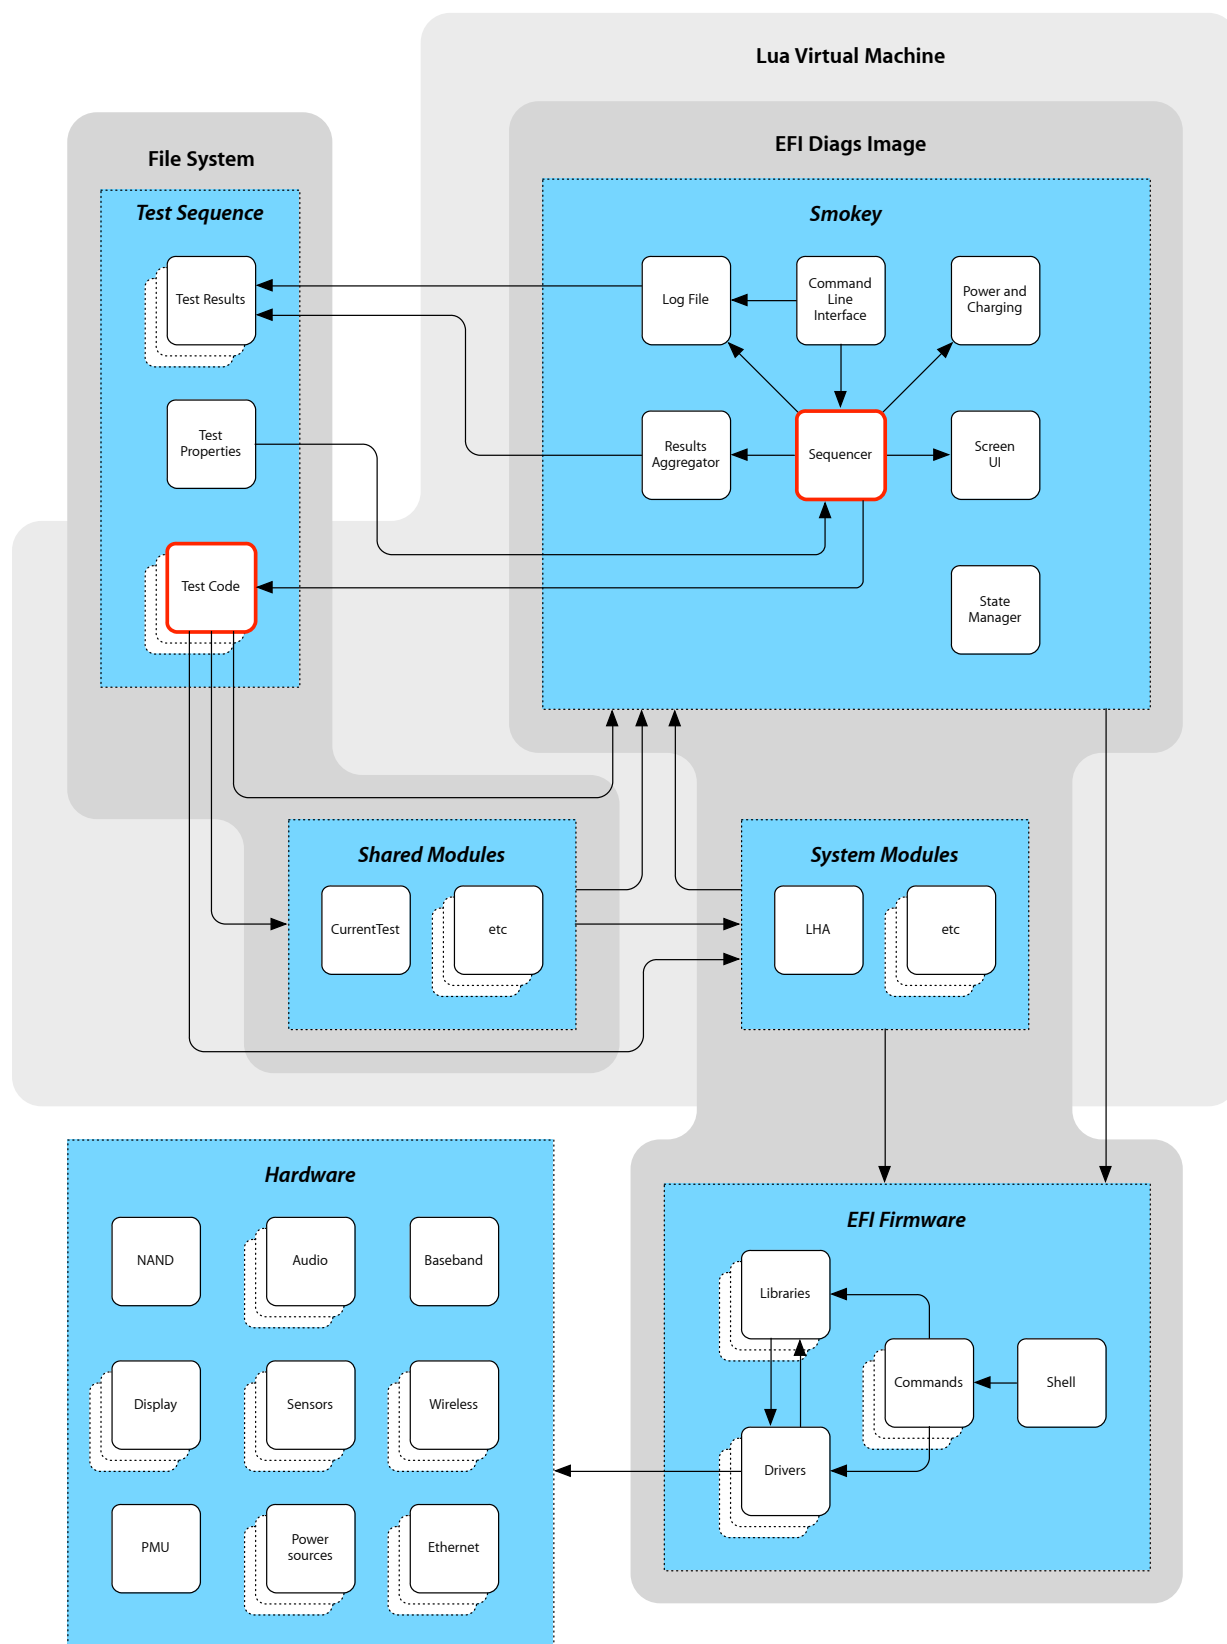 Lua Virtual Machine
EFI Diags Image
File System
Test Sequence
Test Results
Test
Properties
Test Code
Smokey
Log File
Command
Line
Interface
Power and
Charging
Results
Aggregator
Sequencer
Screen
UI
State
Manager
Shared Modules
CurrentTest
etc
System Modules
LHA
etc
Hardware
NAND
Audio
Baseband
Display
Sensors
Wireless
PMU
Power
sources
Ethernet
EFI Firmware
Libraries
Commands
Shell
Drivers